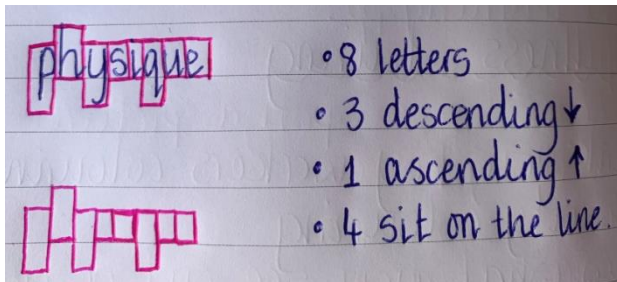 physique
• 8 letters
• 3 descending ↓
• 1 ascending ↑
• 4 sit on the line.